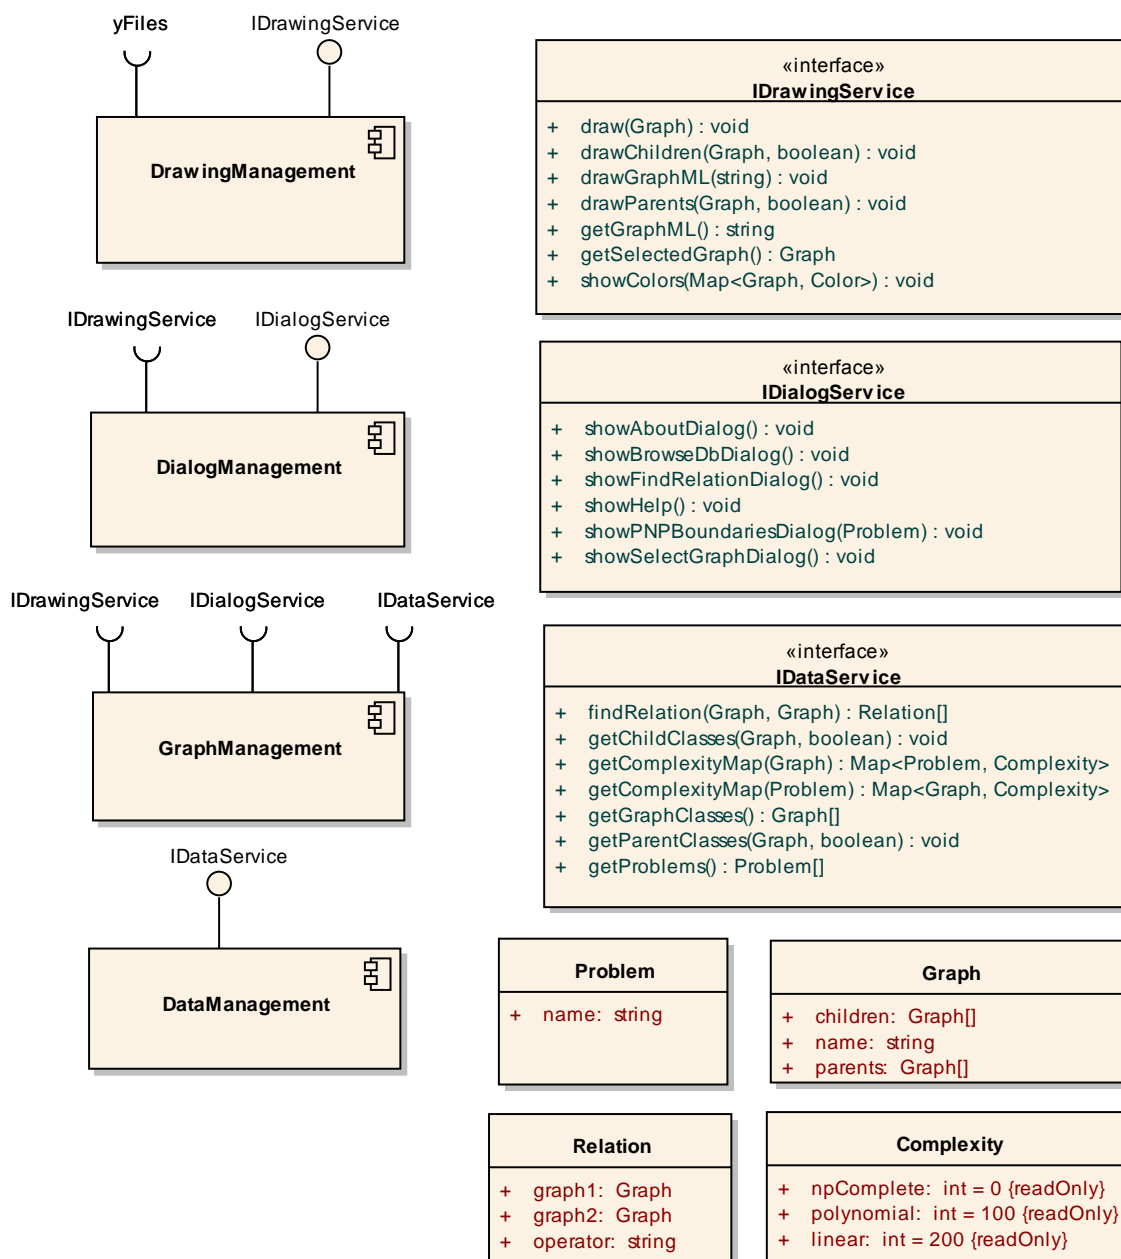 yFiles
IDrawingService
DrawingManagement
«interface»
IDrawingService
+ draw(Graph) : void
+ drawChildren(Graph, boolean) : void
+ drawGraphML(string) : void
+ drawParents(Graph, boolean) : void
+ getGraphML() : string
+ getSelectedGraph() : Graph
+ showColors(Map<Graph, Color>) : void
IDrawingService
IDialogService
DialogManagement
«interface»
IDialogService
+ showAboutDialog() : void
+ showBrowseDbDialog() : void
+ showFindRelationDialog() : void
+ showHelp() : void
+ showPNPBoundariesDialog(Problem) : void
+ showSelectGraphDialog() : void
IDrawingService
IDialogService
IDataService
GraphManagement
«interface»
IDataService
+ findRelation(Graph, Graph) : Relation[]
+ getChildClasses(Graph, boolean) : void
+ getComplexityMap(Graph) : Map<Problem, Complexity>
+ getComplexityMap(Problem) : Map<Graph, Complexity>
+ getGraphClasses() : Graph[]
+ getParentClasses(Graph, boolean) : void
+ getProblems() : Problem[]
IDataService
DataManagement
Problem
+ name: string
Graph
+ children: Graph[]
+ name: string
+ parents: Graph[]
Relation
+ graph1: Graph
+ graph2: Graph
+ operator: string
Complexity
+ npComplete: int = 0 {readOnly}
+ polynomial: int = 100 {readOnly}
+ linear: int = 200 {readOnly}